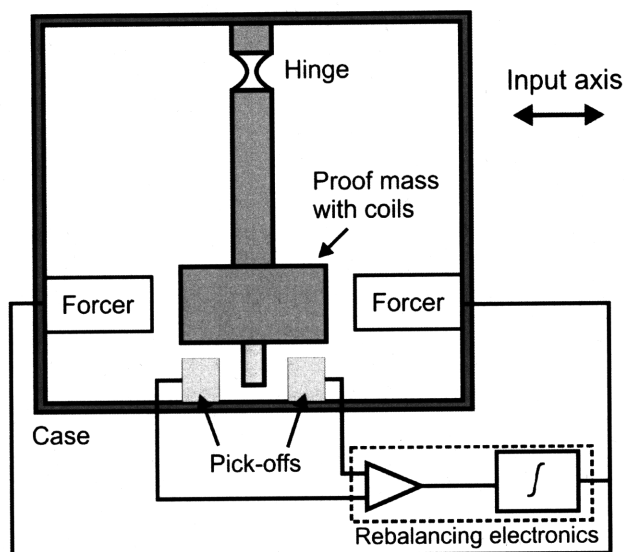 Hinge
Input axis
Proof mass
with coils
Forcer
Forcer
Case
Pick-offs
∫
Rebalancing electronics